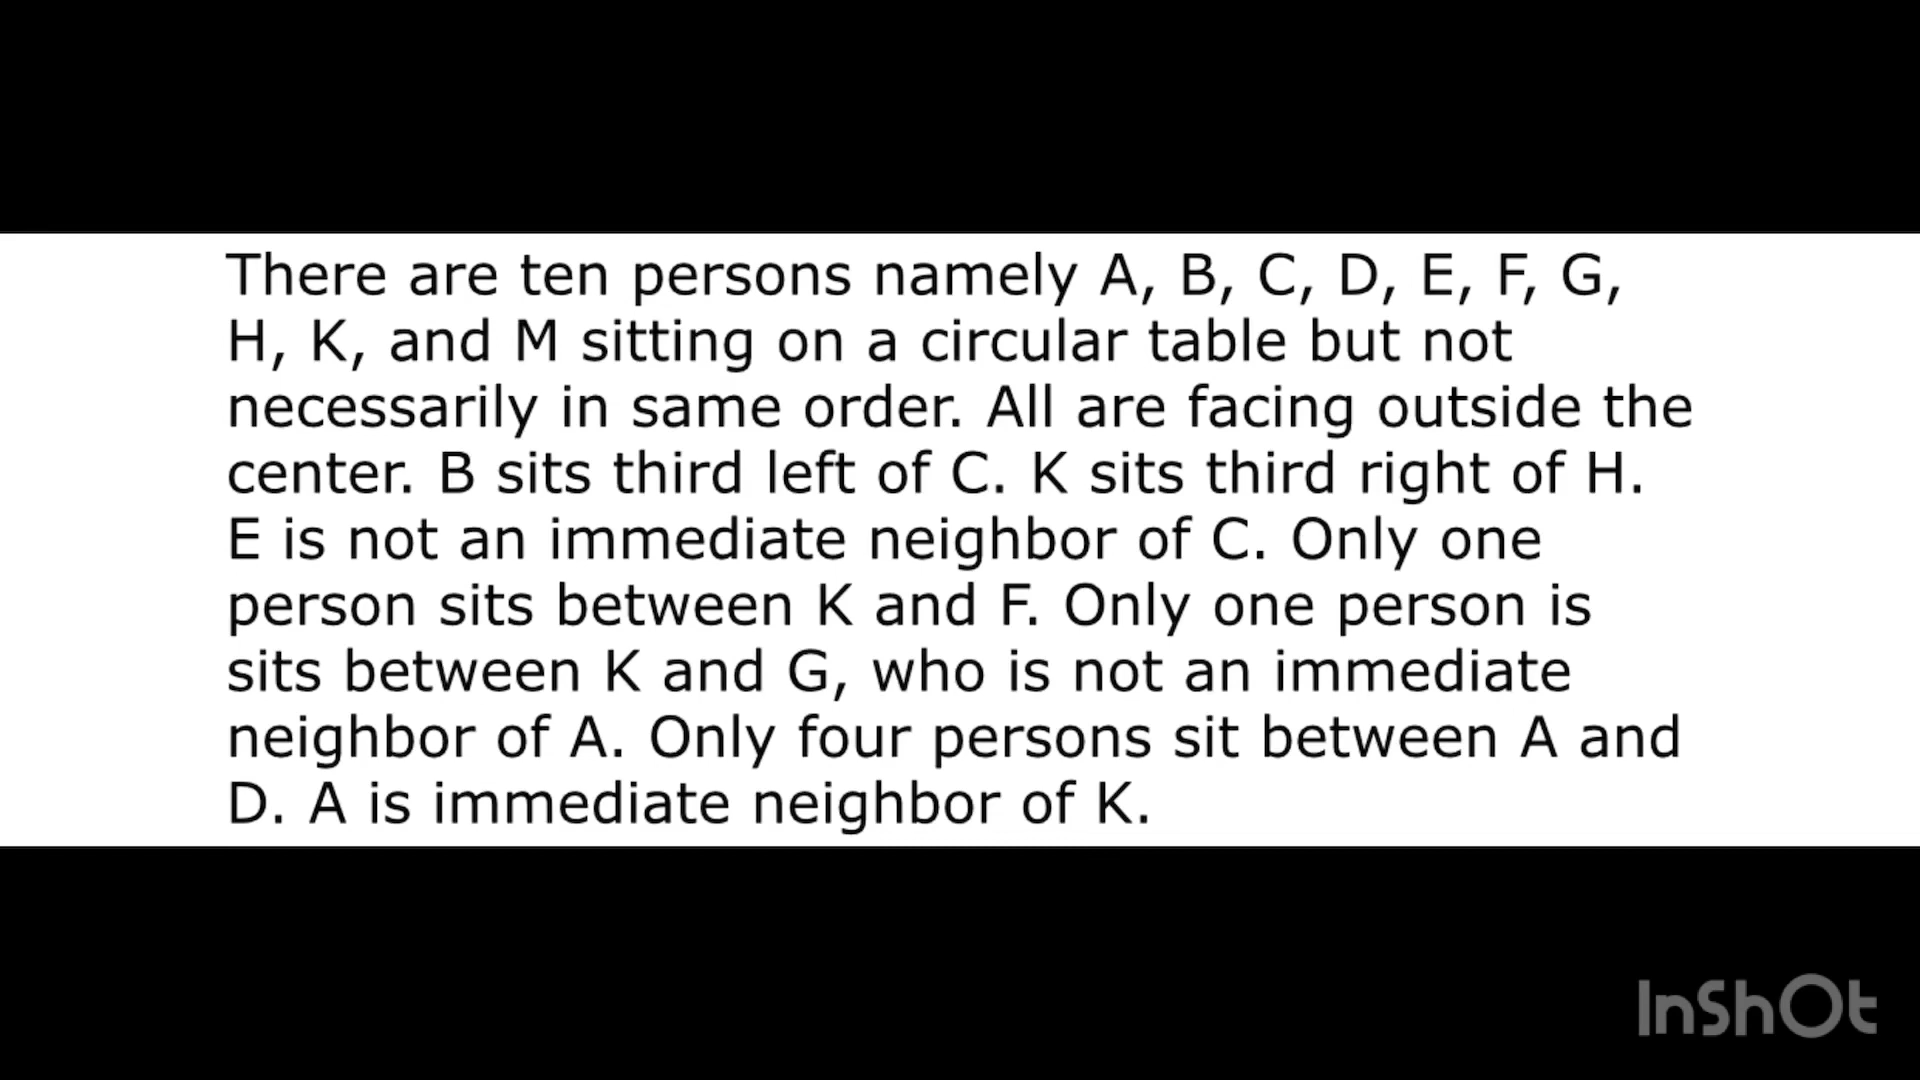 There are ten persons namely A, B, C, D, E, F, G,
H, K, and M sitting on a circular table but not
necessarily in same order. All are facing outside the
center. B sits third left of C. K sits third right of H.
E is not an immediate neighbor of C. Only one
person sits between K and F. Only one person is
sits between K and G, who is not an immediate
neighbor of A. Only four persons sit between A and
D. A is immediate neighbor of K.
InShOt